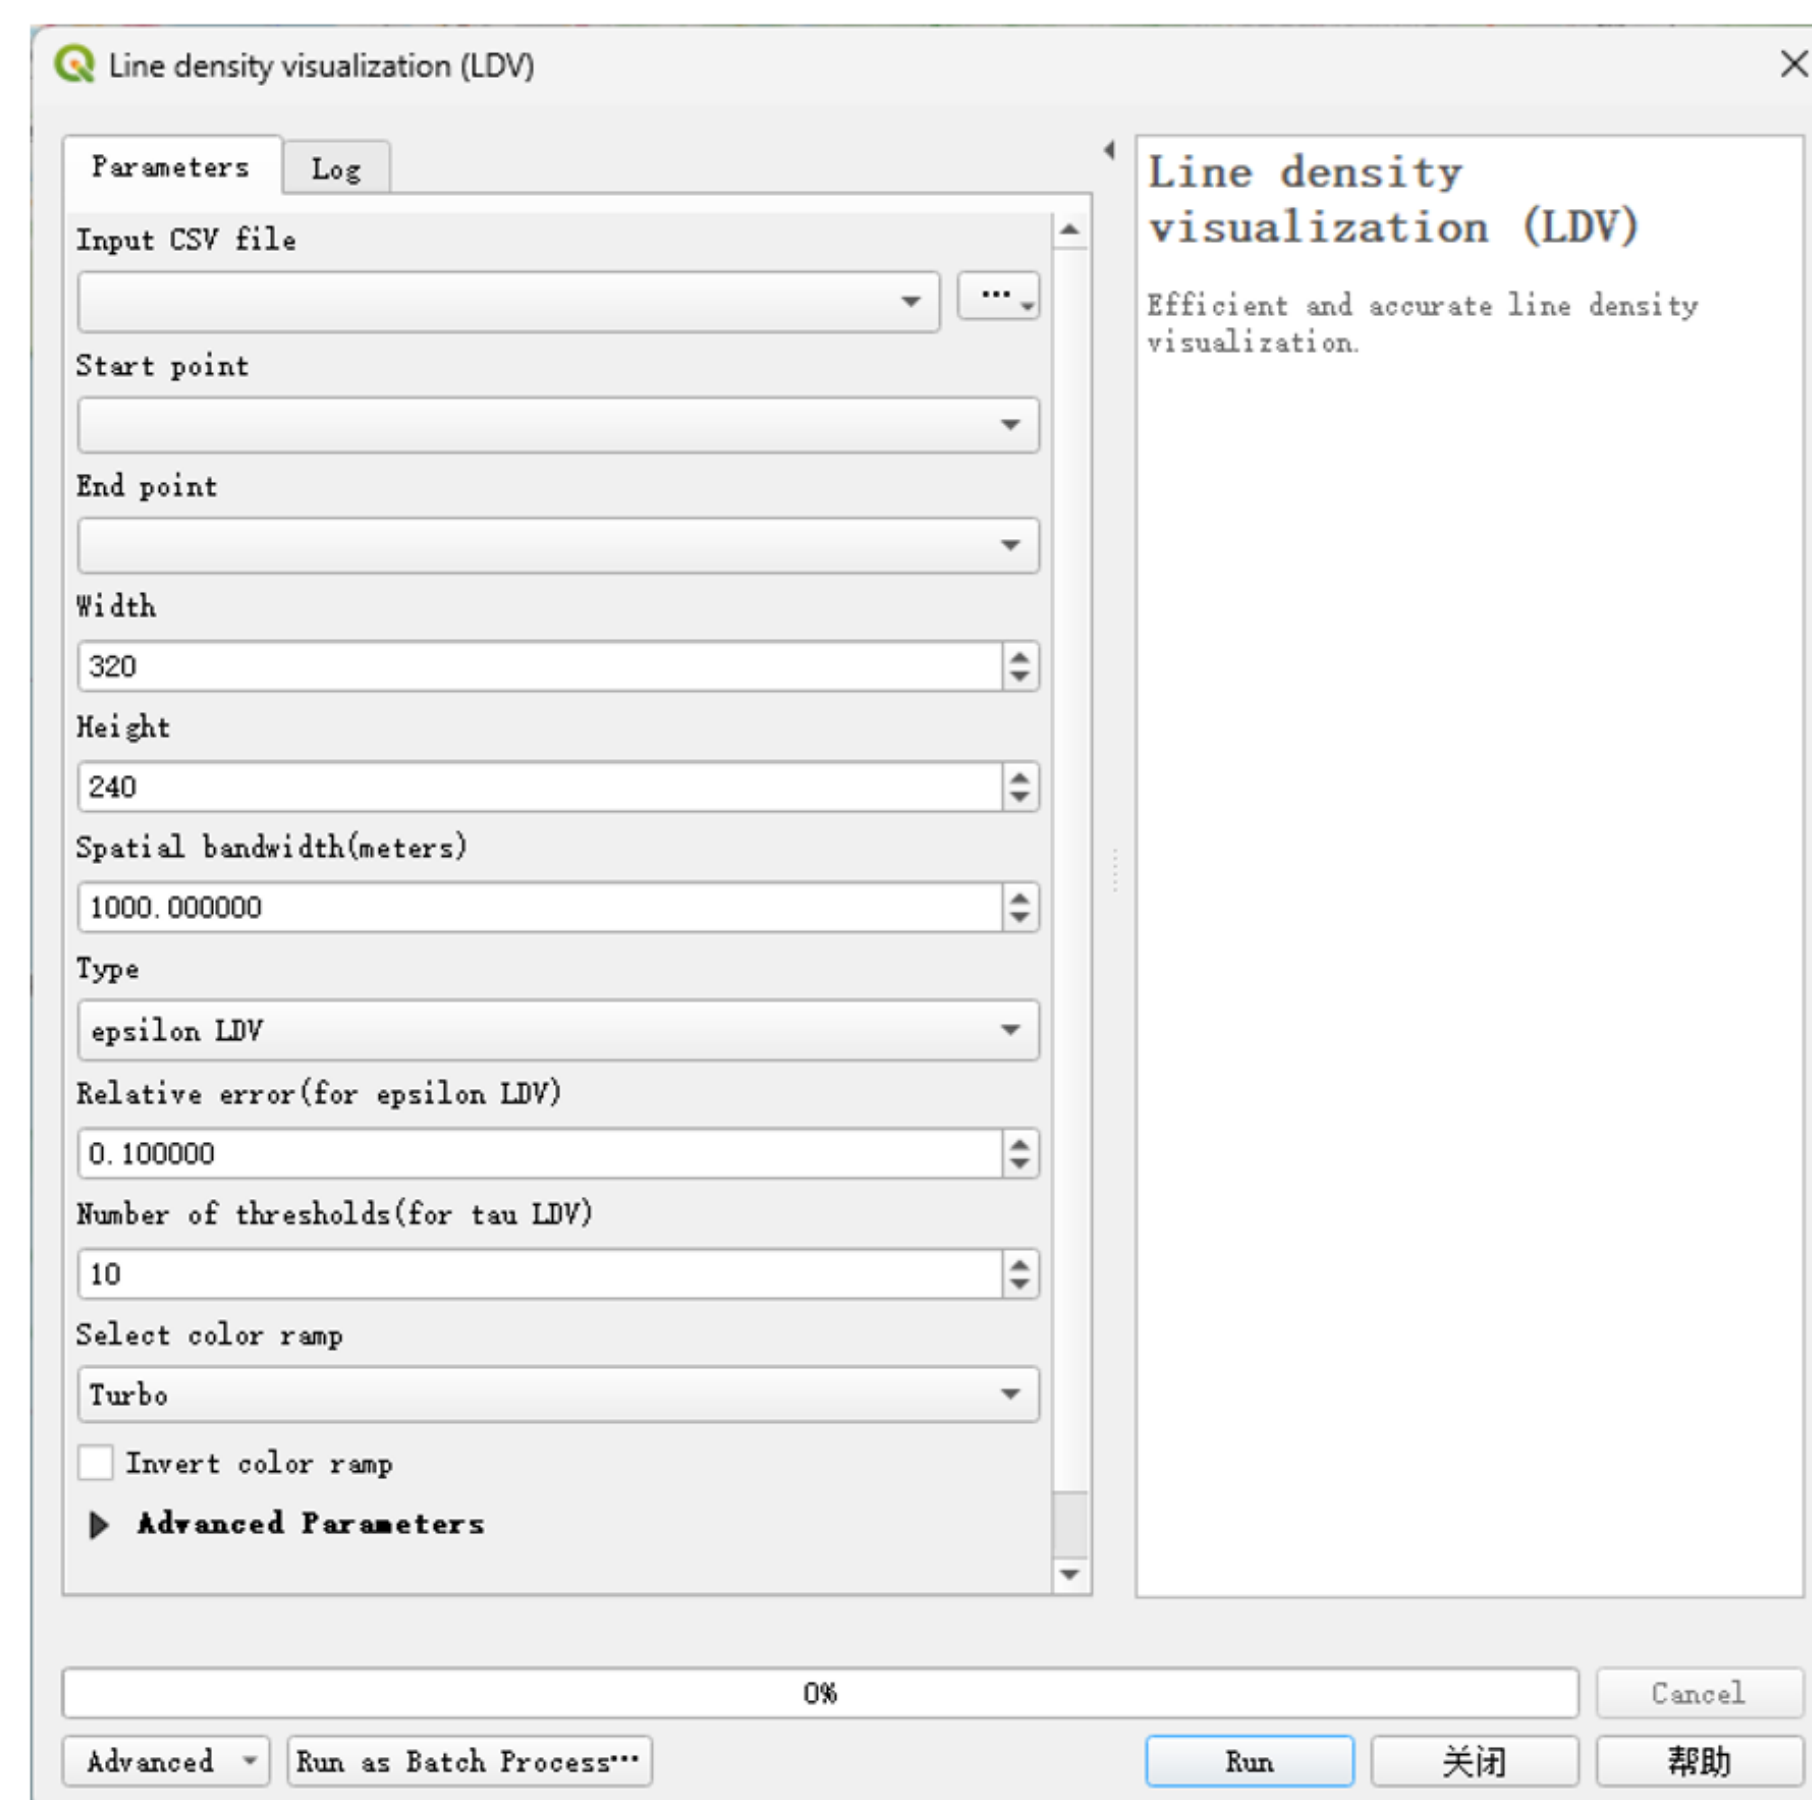 Line density visualization (LDV)
Parameters
Log
Input CSV file
...
Start point
End point
Width
320
Height
240
Spatial bandwidth(meters)
1000.000000
Type
epsilon LDV
Relative error(for epsilon LDV)
0.100000
Number of thresholds(for tau LDV)
10
Select color ramp
Turbo
Invert color ramp
Advanced Parameters
Line density
visualization (LDV)
Efficient and accurate line density
visualization.
0%
Cancel
Advanced
Run as Batch Process…
Run
关闭
帮助